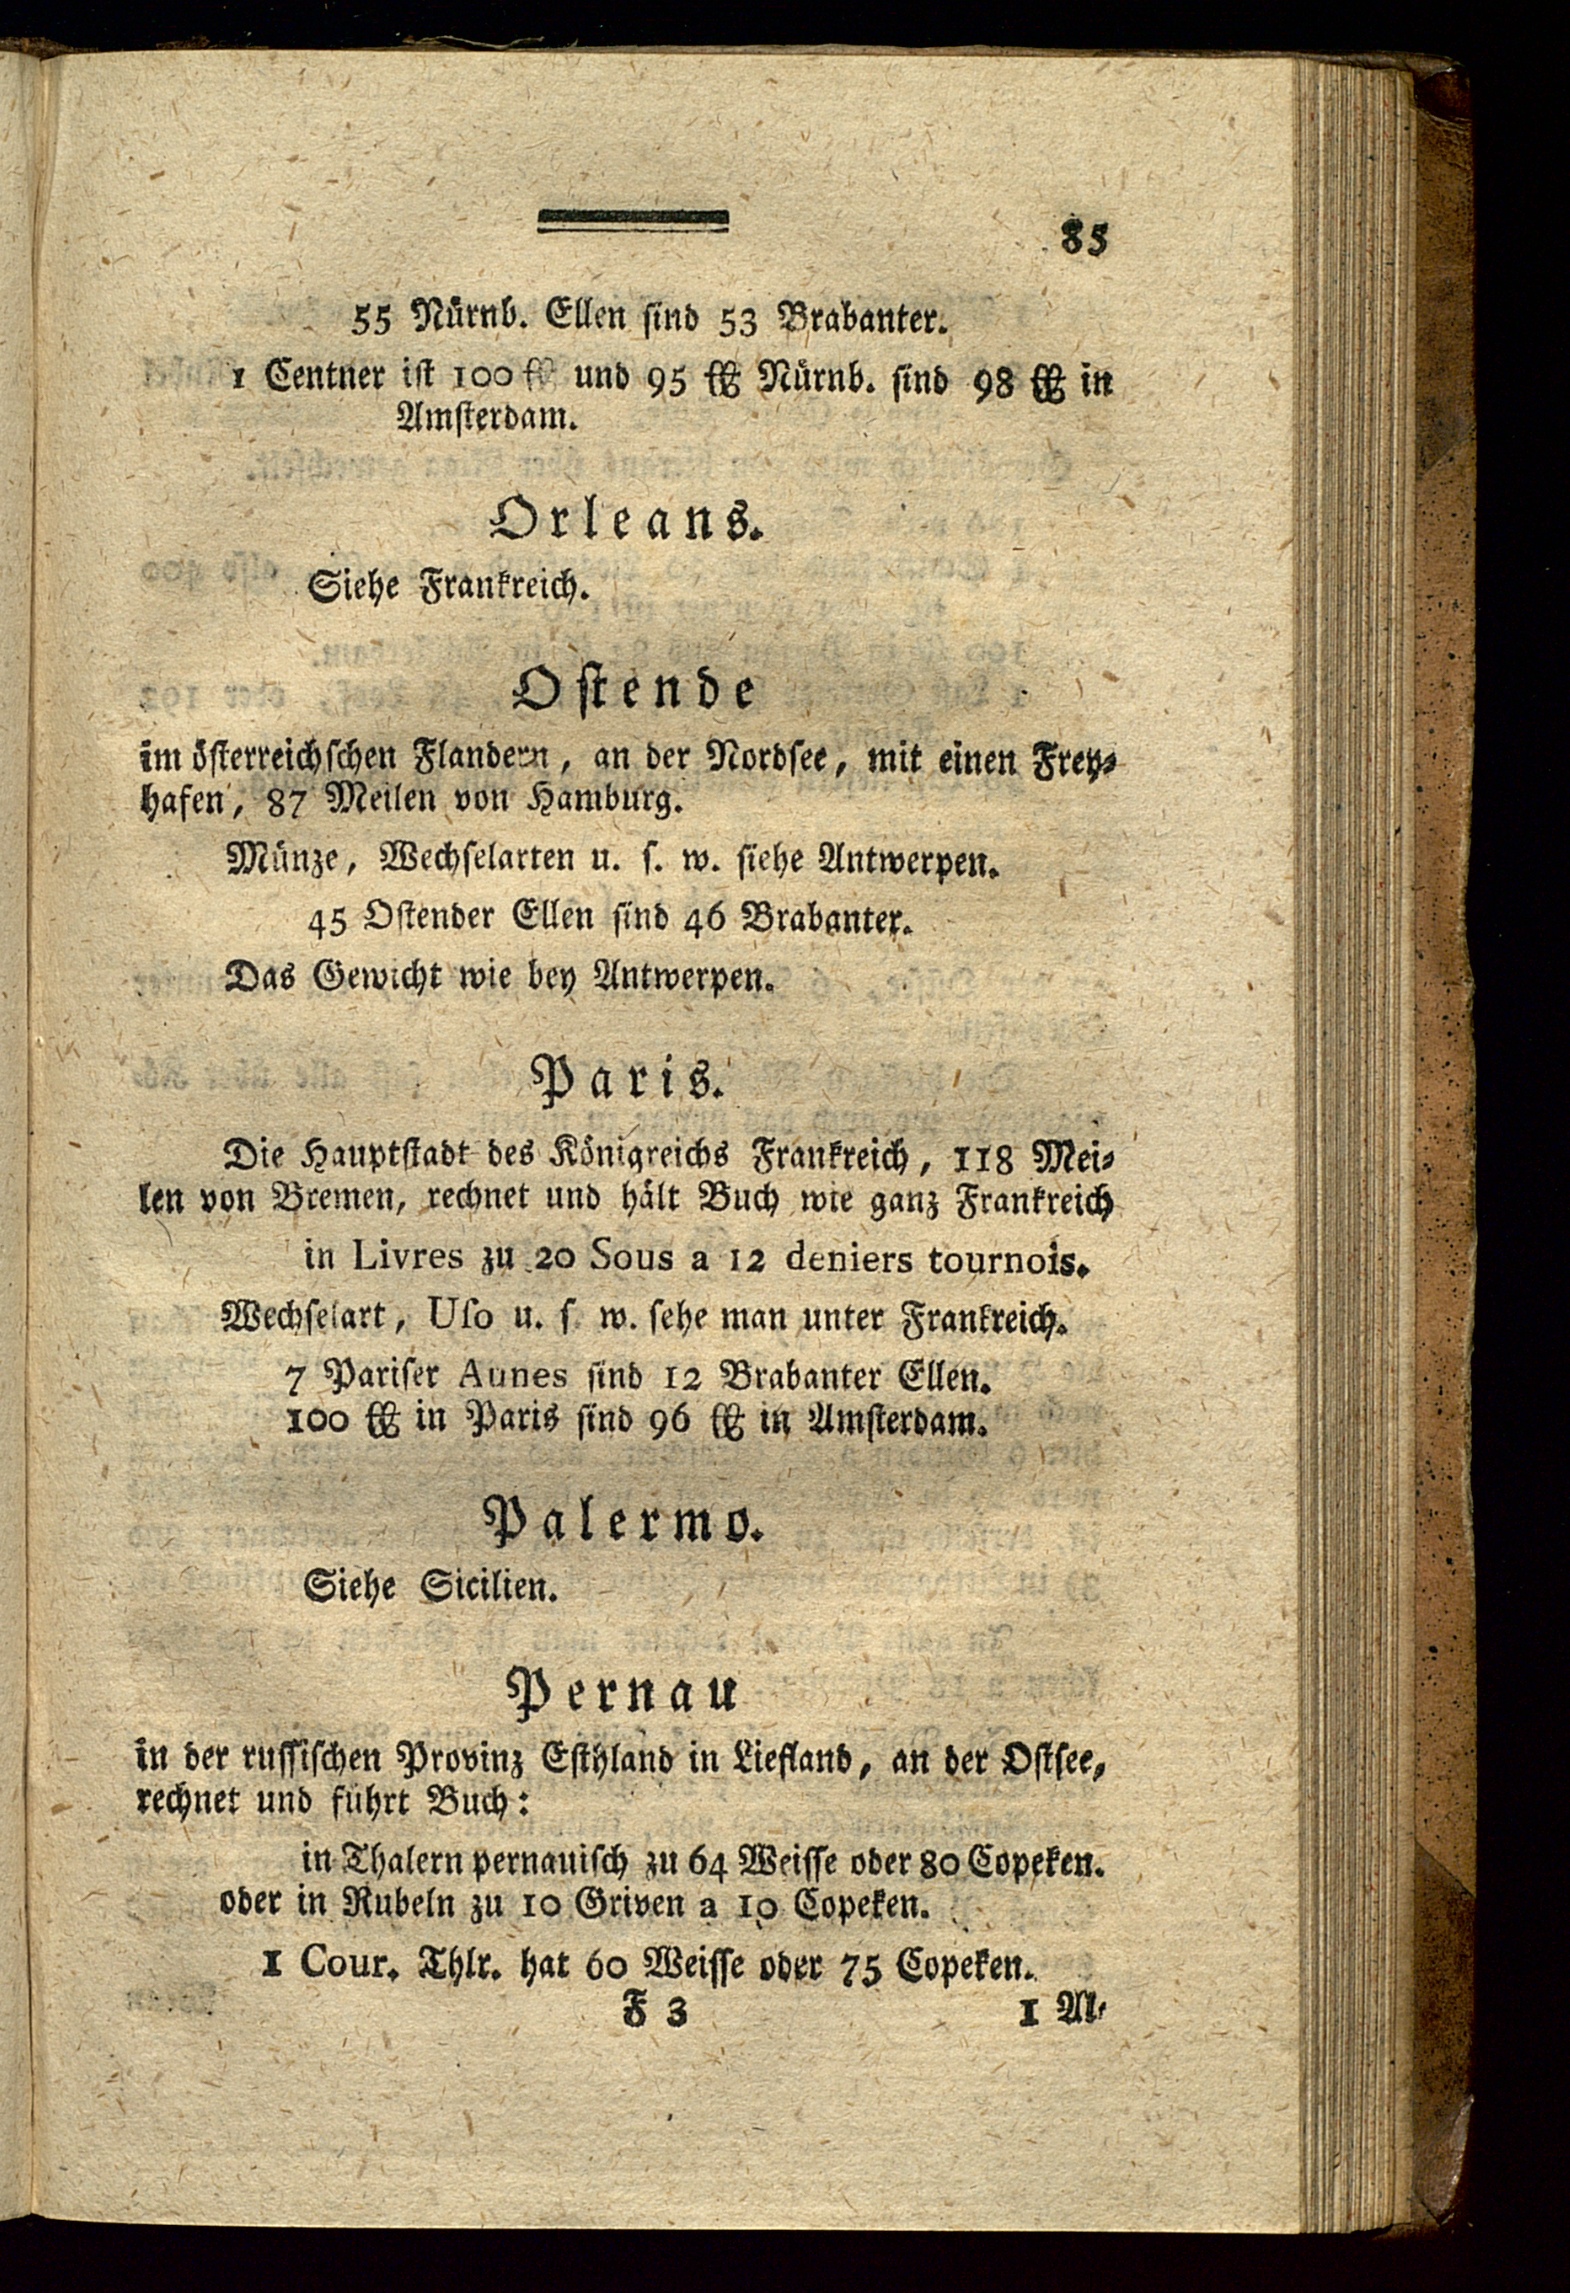 85
55 Nürnb. Ellen ſind 53 Brabanter.
1 Centner iſt 100 ℔ und 95 ℔ Nürnb. ſind 98 ℔ in
Amſterdam.
Orleans.
Siehe Frankreich.
Oſtende
im öſterreichſchen Flandern, an der Nordſee, mit einen Frey⸗
hafen, 87 Meilen von Hamburg.
Münze, Wechſelarten u. ſ. w. ſiehe Antwerpen.
45 Oſtender Ellen ſind 46 Brabanter.
Das Gewicht wie bey Antwerpen.
Paris.
Die Hauptſtadt des Königreichs Frankreich, 118 Mei⸗
len von Bremen, rechnet und hält Buch wie ganz Frankreich
in Livres zu 20 Sous a 12 deniers tournois.
Wechſelart, Uſo u. ſ. w. ſehe man unter Frankreich.
7 Pariſer Aunes ſind 12 Brabanter Ellen.
100 ℔ in Paris ſind 96 ℔ in Amſterdam.
Palermo.
Siehe Sicilien.
Pernau
in der ruſſiſchen Provinz Eſthland in Liefland, an der Oſtſee,
rechnet und führt Buch:
in Thalern pernauiſch zu 64 Weiſſe oder 80 Copeken.
oder in Rubeln zu 10 Griven a 10 Copeken.
1 Cour. Thlr. hat 60 Weiſſe oder 75 Copeken.
F 3 1 Al⸗